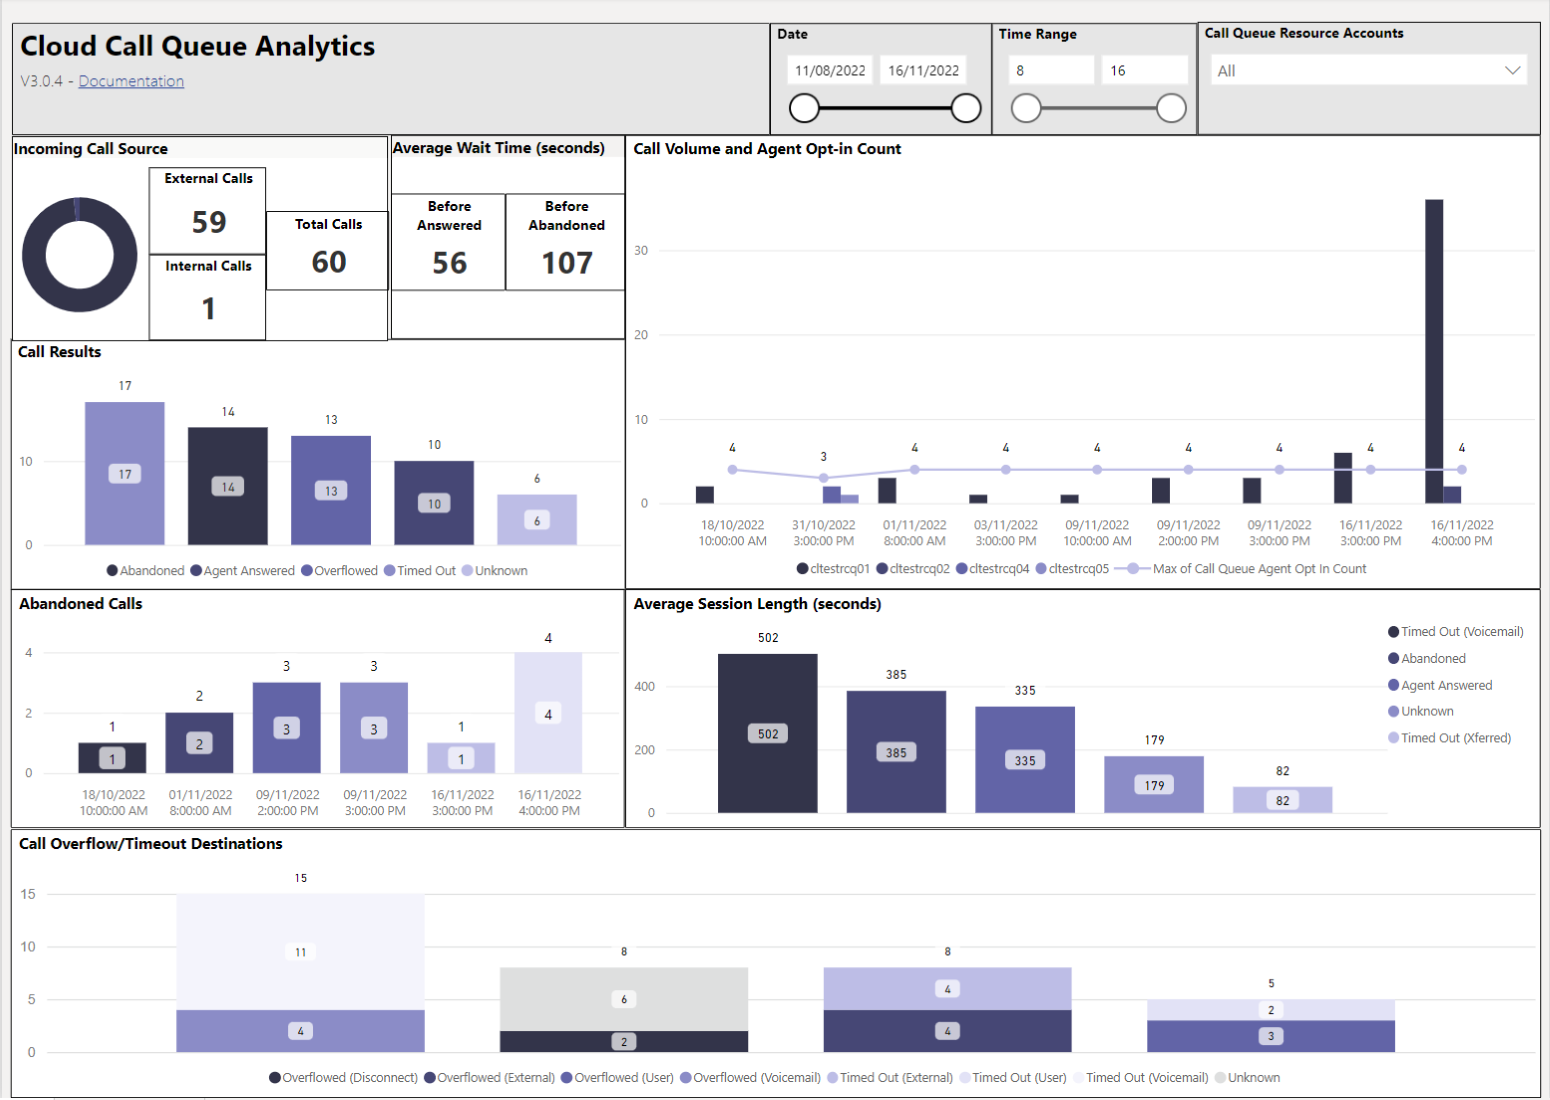 Cloud Call Queue Analytics
V3.0.4 - Documentation
Date
11/08/2022 16/11/2022
Time Range
8 16
Call Queue Resource Accounts
All
Incoming Call Source
External Calls
59
Internal Calls
1
Total Calls
60
Average Wait Time (seconds)
Before
Answered
56
Before
Abandoned
107
Call Volume and Agent Opt-in Count
30
20
10
0
4 3 4 4 4 4 4 4 4
18/10/2022 31/10/2022 01/11/2022 03/11/2022 09/11/2022 09/11/2022 09/11/2022 16/11/2022 16/11/2022
10:00:00 AM 3:00:00 PM 8:00:00 AM 3:00:00 PM 10:00:00 AM 2:00:00 PM 3:00:00 PM 3:00:00 PM 4:00:00 PM
cltestrcq01 cltestrcq02 cltestrcq04 cltestrcq05 Max of Call Queue Agent Opt In Count
Call Results
17
14
13
10
6
10
17
14
13
10
6
0
Abandoned Agent Answered Overflowed Timed Out Unknown
Abandoned Calls
4
2
0
1 2 3 3 1 4
1 2 3 3 1 4
18/10/2022 01/11/2022 09/11/2022 09/11/2022 16/11/2022 16/11/2022
10:00:00 AM 8:00:00 AM 2:00:00 PM 3:00:00 PM 3:00:00 PM 4:00:00 PM
Average Session Length (seconds)
400
200
0
502 385 335 179 82
502 385 335 179 82
Timed Out (Voicemail)
Abandoned
Agent Answered
Unknown
Timed Out (Xferred)
Call Overflow/Timeout Destinations
15
10
5
0
15 8 8 5
11 6 4 2
4 2 4 3
Overflowed (Disconnect) Overflowed (External) Overflowed (User) Overflowed (Voicemail) Timed Out (External) Timed Out (User) Timed Out (Voicemail) Unknown